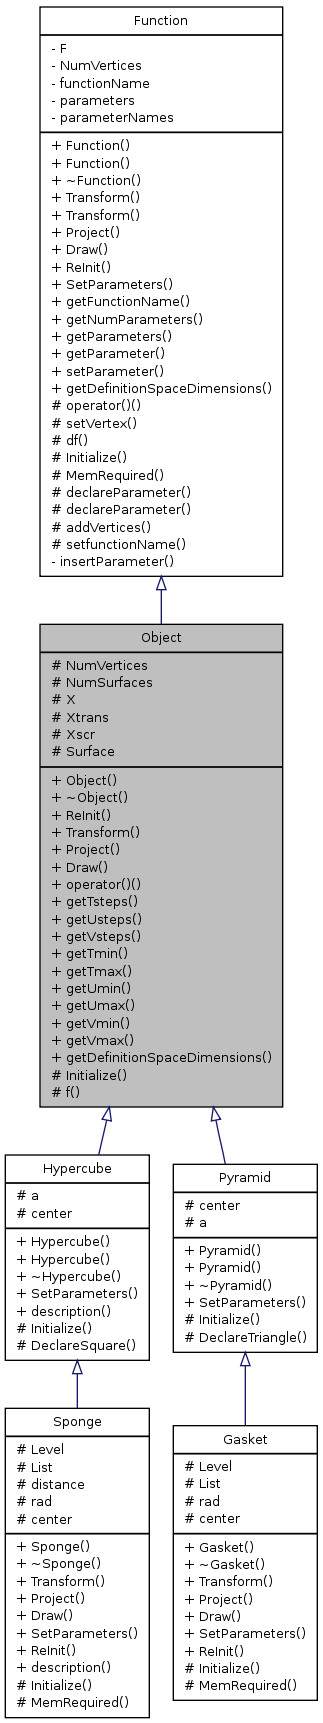 Function
- F
- NumVertices
- functionName
- parameters
- parameterNames
+ Function()
+ Function()
+ ~Function()
+ Transform()
+ Transform()
+ Project()
+ Draw()
+ ReInit()
+ SetParameters()
+ getFunctionName()
+ getNumParameters()
+ getParameters()
+ getParameter()
+ setParameter()
+ getDefinitionSpaceDimensions()
# operator()()
# setVertex()
# df()
# Initialize()
# MemRequired()
# declareParameter()
# declareParameter()
# addVertices()
# setfunctionName()
- insertParameter()
Object
# NumVertices
# NumSurfaces
# X
# Xtrans
# Xscr
# Surface
+ Object()
+ ~Object()
+ ReInit()
+ Transform()
+ Project()
+ Draw()
+ operator()()
+ getTsteps()
+ getUsteps()
+ getVsteps()
+ getTmin()
+ getTmax()
+ getUmin()
+ getUmax()
+ getVmin()
+ getVmax()
+ getDefinitionSpaceDimensions()
# Initialize()
# f()
Hypercube
# a
# center
+ Hypercube()
+ Hypercube()
+ ~Hypercube()
+ SetParameters()
+ description()
# Initialize()
# DeclareSquare()
Pyramid
# center
# a
+ Pyramid()
+ Pyramid()
+ ~Pyramid()
+ SetParameters()
# Initialize()
# DeclareTriangle()
Sponge
# Level
# List
# distance
# rad
# center
+ Sponge()
+ ~Sponge()
+ Transform()
+ Project()
+ Draw()
+ SetParameters()
+ ReInit()
+ description()
# Initialize()
# MemRequired()
Gasket
# Level
# List
# rad
# center
+ Gasket()
+ ~Gasket()
+ Transform()
+ Project()
+ Draw()
+ SetParameters()
+ ReInit()
# Initialize()
# MemRequired()